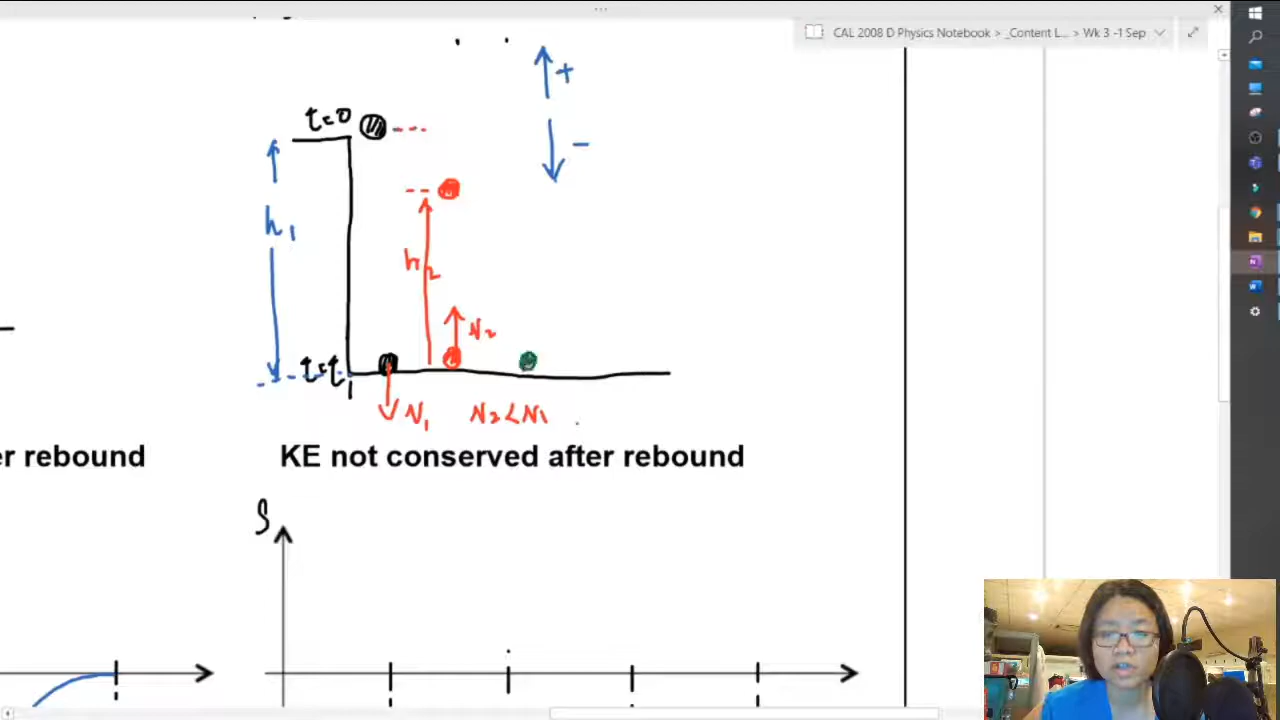 CAL 2008 D Physics Notebook > _Content L... > Wk 3 -1 Sep
+
-
t=0
h1
h2
N2
t=t1
N1
N2<N1
er rebound
KE not conserved after rebound
S